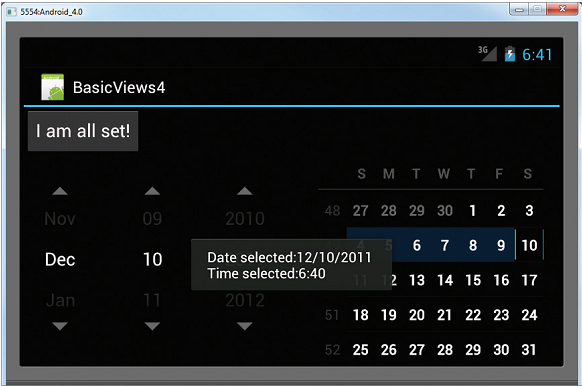 5554:Android_4.0
3G 6:41
BasicViews4
I am all set!
S M T W T F S
Nov 09 2010
48 27 28 29 30 1 2 3
Dec 10
4 5 6 7 8 9 10
Date selected:12/10/2011
Time selected:6:40
Jan 11 2012
11 12 13 14 15 16 17
51 18 19 20 21 22 23 24
52 25 26 27 28 29 30 31